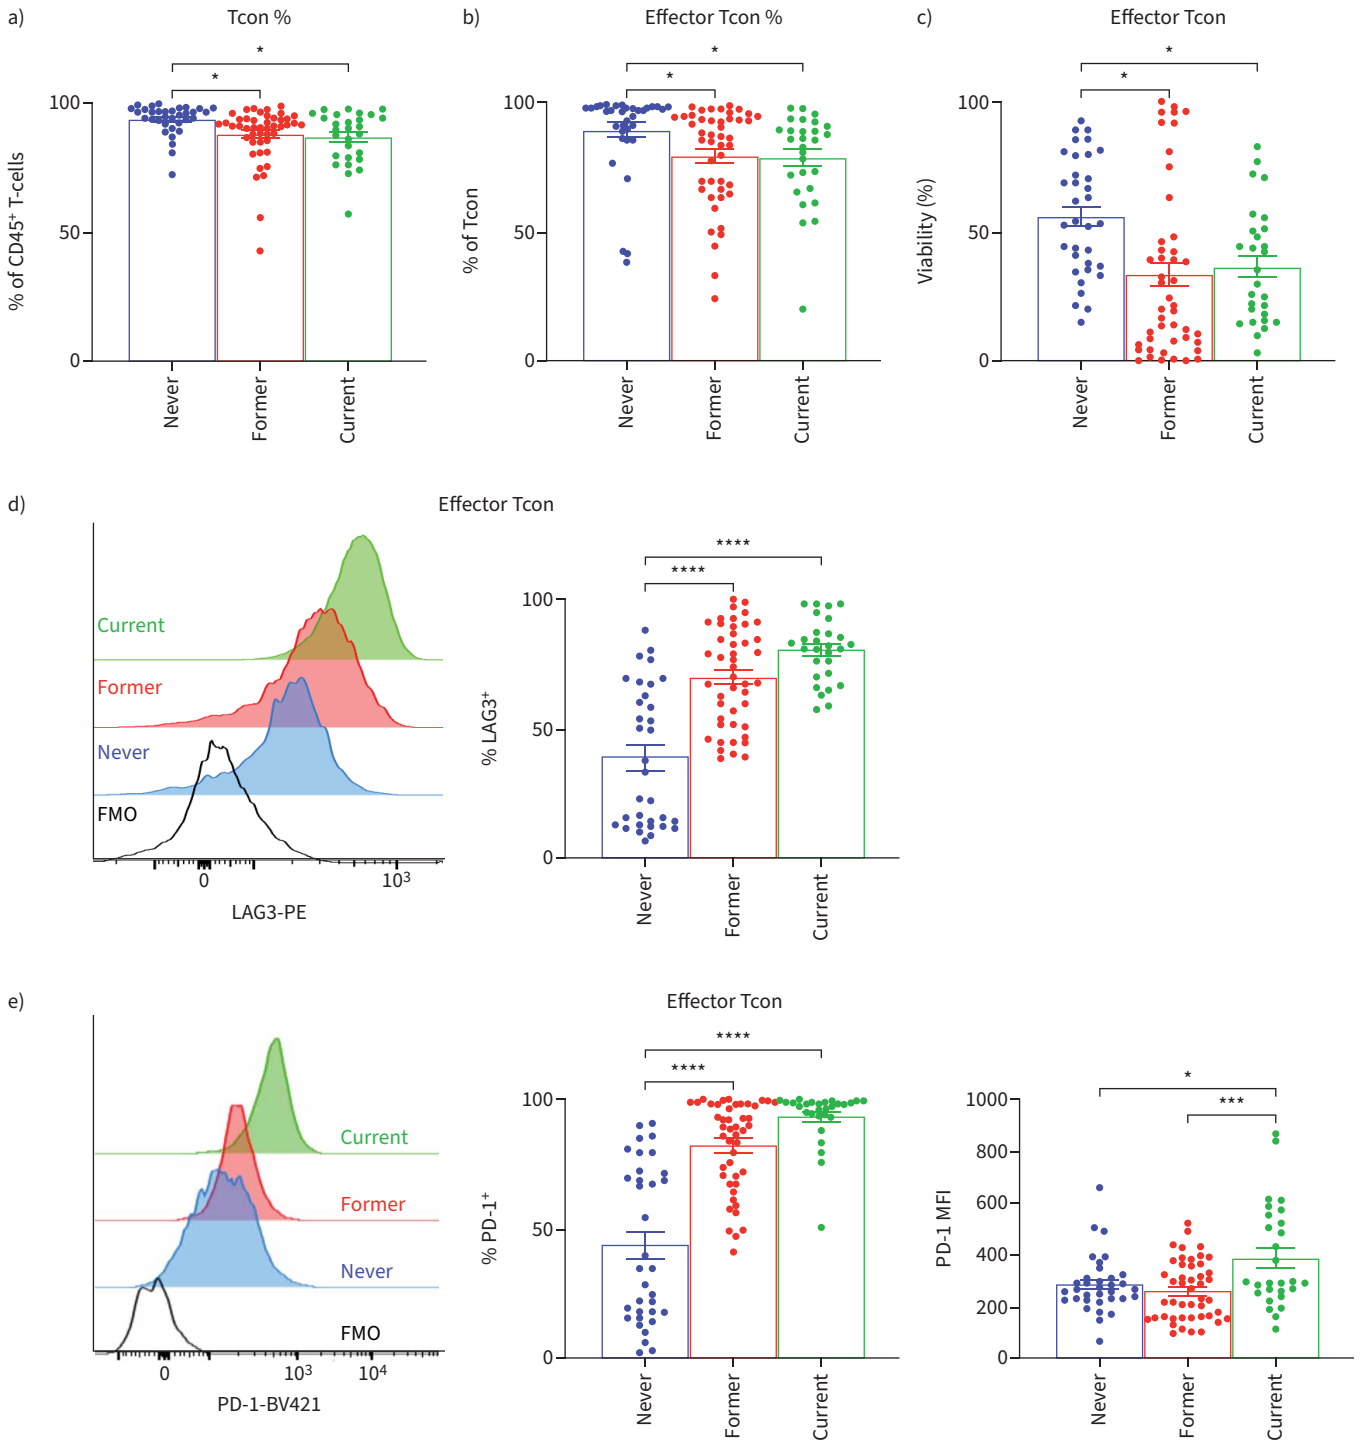 a)
Tcon %
*
*
% of CD45⁺ T-cells
100
50
0
Never
Former
Current
b)
Effector Tcon %
*
*
% of Tcon
100
50
0
Never
Former
Current
c)
Effector Tcon
*
*
Viability (%)
100
50
0
Never
Former
Current
d)
Effector Tcon
Current
Former
Never
FMO
0
10³
LAG3-PE
****
****
% LAG3⁺
100
50
0
Never
Former
Current
e)
Effector Tcon
Current
Former
Never
FMO
0
10³
10⁴
PD-1-BV421
****
****
% PD-1⁺
100
50
0
Never
Former
Current
*
***
PD-1 MFI
1000
800
600
400
200
0
Never
Former
Current